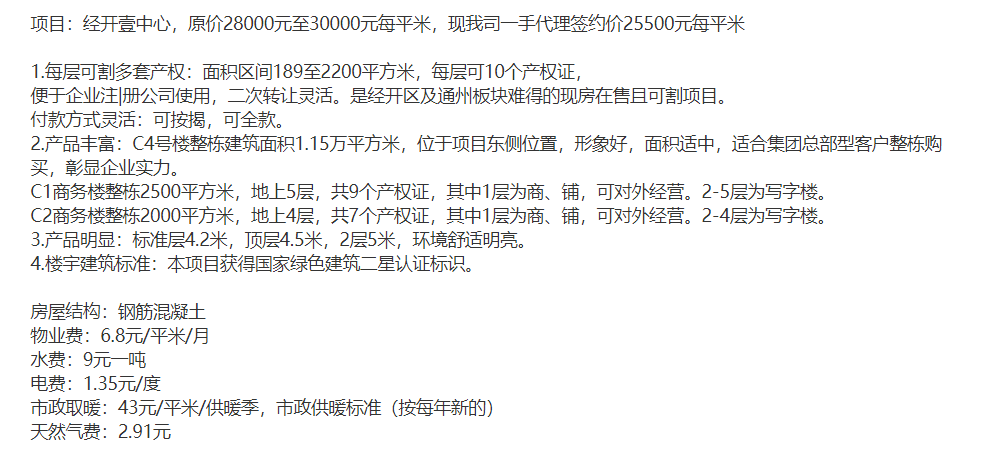 项目：经开壹中心，原价28000元至30000元每平米，现我司一手代理签约价25500元每平米
1.每层可割多套产权：面积区间189至2200平方米，每层可10个产权证，
便于企业注|册公司使用，二次转让灵活。是经开区及通州板块难得的现房在售且可割项目。
付款方式灵活：可按揭，可全款。
2.产品丰富：C4号楼整栋建筑面积1.15万平方米，位于项目东侧位置，形象好，面积适中，适合集团总部型客户整栋购
买，彰显企业实力。
C1商务楼整栋2500平方米，地上5层，共9个产权证，其中1层为商、铺，可对外经营。2-5层为写字楼。
C2商务楼整栋2000平方米，地上4层，共7个产权证，其中1层为商、铺，可对外经营。2-4层为写字楼。
3.产品明显：标准层4.2米，顶层4.5米，2层5米，环境舒适明亮。
4.楼宇建筑标准：本项目获得国家绿色建筑二星认证标识。
房屋结构：钢筋混凝土
物业费：6.8元/平米/月
水费：9元一吨
电费：1.35元/度
市政取暖：43元/平米/供暖季，市政供暖标准（按每年新的）
天然气费：2.91元